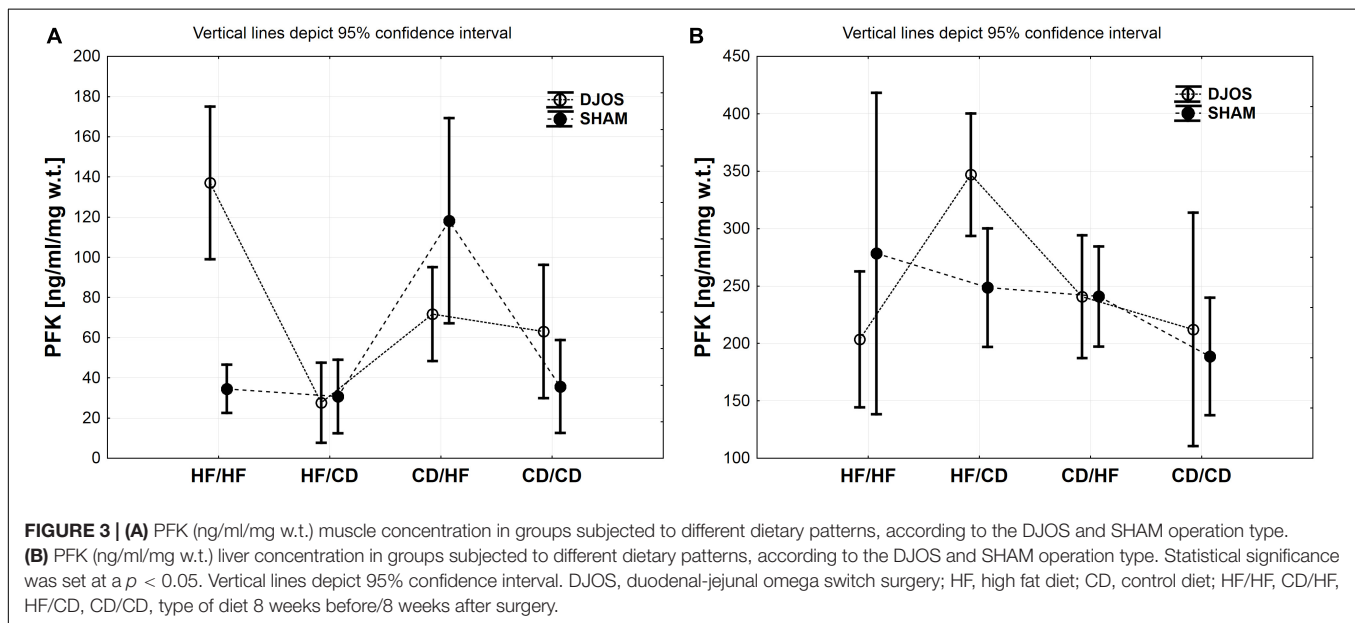 A Vertical lines depict 95% confidence interval
200
180
160
140
120
100
80
60
40
20
0
PFK [ng/ml/mg w.t.]
DJOS
SHAM
HF/HF HF/CD CD/HF CD/CD
B Vertical lines depict 95% confidence interval
450
400
350
300
250
200
150
100
PFK [ng/ml/mg w.t.]
DJOS
SHAM
HF/HF HF/CD CD/HF CD/CD
FIGURE 3 | (A) PFK (ng/ml/mg w.t.) muscle concentration in groups subjected to different dietary patterns, according to the DJOS and SHAM operation type.
(B) PFK (ng/ml/mg w.t.) liver concentration in groups subjected to different dietary patterns, according to the DJOS and SHAM operation type. Statistical significance
was set at a p < 0.05. Vertical lines depict 95% confidence interval. DJOS, duodenal-jejunal omega switch surgery; HF, high fat diet; CD, control diet; HF/HF, CD/HF,
HF/CD, CD/CD, type of diet 8 weeks before/8 weeks after surgery.